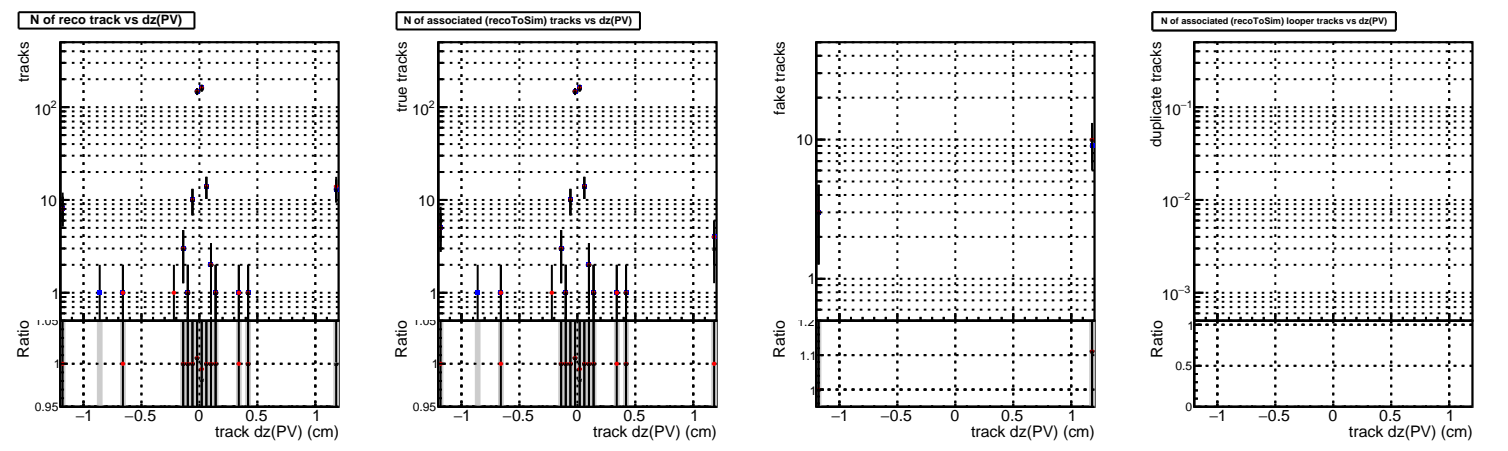 N of reco track vs dz(PV)
tracks
10²
10
1
1.05
Ratio
1
0.95
−1 −0.5 0 0.5 1
track dz(PV) (cm)
N of associated (recoToSim) tracks vs dz(PV)
true tracks
10²
10
1
1.05
Ratio
1
0.95
−1 −0.5 0 0.5 1
track dz(PV) (cm)
fake tracks
10
1
1.2
Ratio
1.1
1
−1 −0.5 0 0.5 1
track dz(PV) (cm)
N of associated (recoToSim) looper tracks vs dz(PV)
duplicate tracks
10⁻¹
10⁻²
10⁻³
Ratio
1
0.5
0
−1 −0.5 0 0.5 1
track dz(PV) (cm)